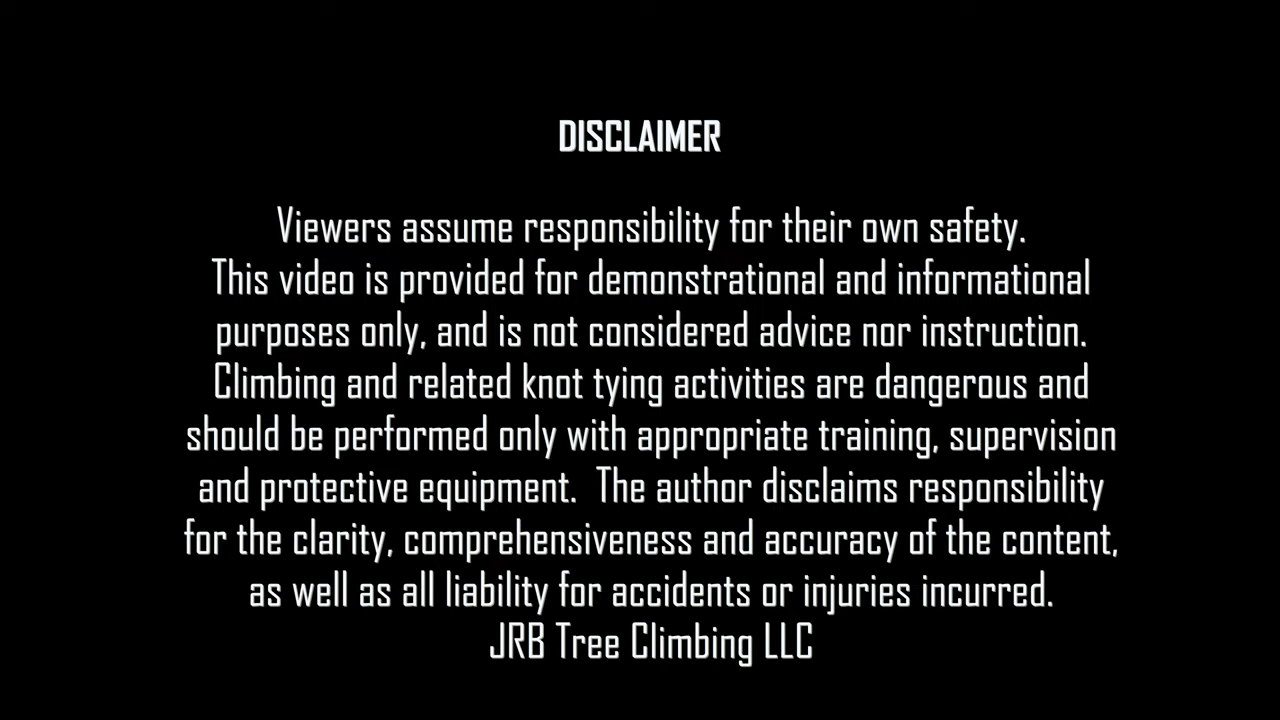 DISCLAIMER
Viewers assume responsibility for their own safety.
This video is provided for demonstrational and informational
purposes only, and is not considered advice nor instruction.
Climbing and related knot tying activities are dangerous and
should be performed only with appropriate training, supervision
and protective equipment.  The author disclaims responsibility
for the clarity, comprehensiveness and accuracy of the content,
as well as all liability for accidents or injuries incurred.
JRB Tree Climbing LLC